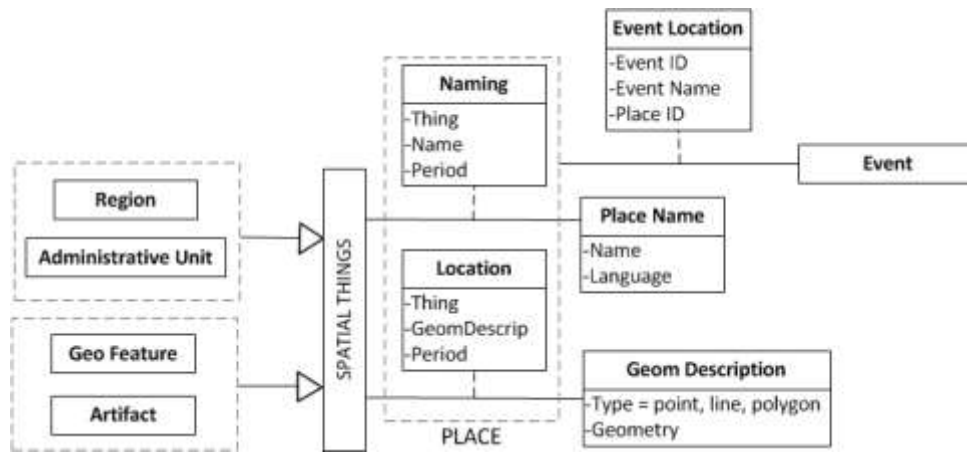 Region
Administrative Unit
Geo Feature
Artifact
SPATIAL THINGS
Naming
-Thing
-Name
-Period
Location
-Thing
-GeomDescrip
-Period
PLACE
Event Location
-Event ID
-Event Name
-Place ID
Event
Place Name
-Name
-Language
Geom Description
-Type = point, line, polygon
-Geometry